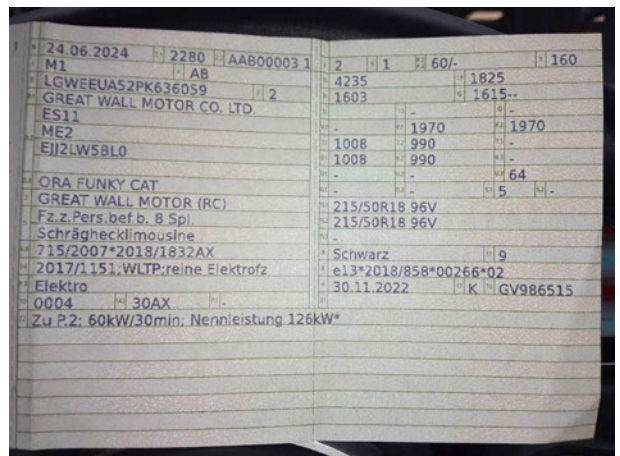 24.06.2024 2280 AAB00003 1
M1 AB
LGWEEUA52PK636059 2
GREAT WALL MOTOR CO. LTD.
ES11
ME2
EJJ2LW5BL0
ORA FUNKY CAT
GREAT WALL MOTOR (RC)
Fz.z.Pers.bef.b. 8 Spl.
Schräghecklimousine
715/2007*2018/1832AX
2017/1151;WLTP;reine Elektrofz
Elektro
0004 30AX -
Zu P.2: 60kW/30min; Nennleistung 126kW*
2 1 60/- 160
4235 1825
1603 1615--
- - -
- 1970 1970
1008 990 -
1008 990 -
- - 64
- - 5 -
215/50R18 96V
215/50R18 96V
-
Schwarz 9
e13*2018/858*00266*02
30.11.2022 K GV986515